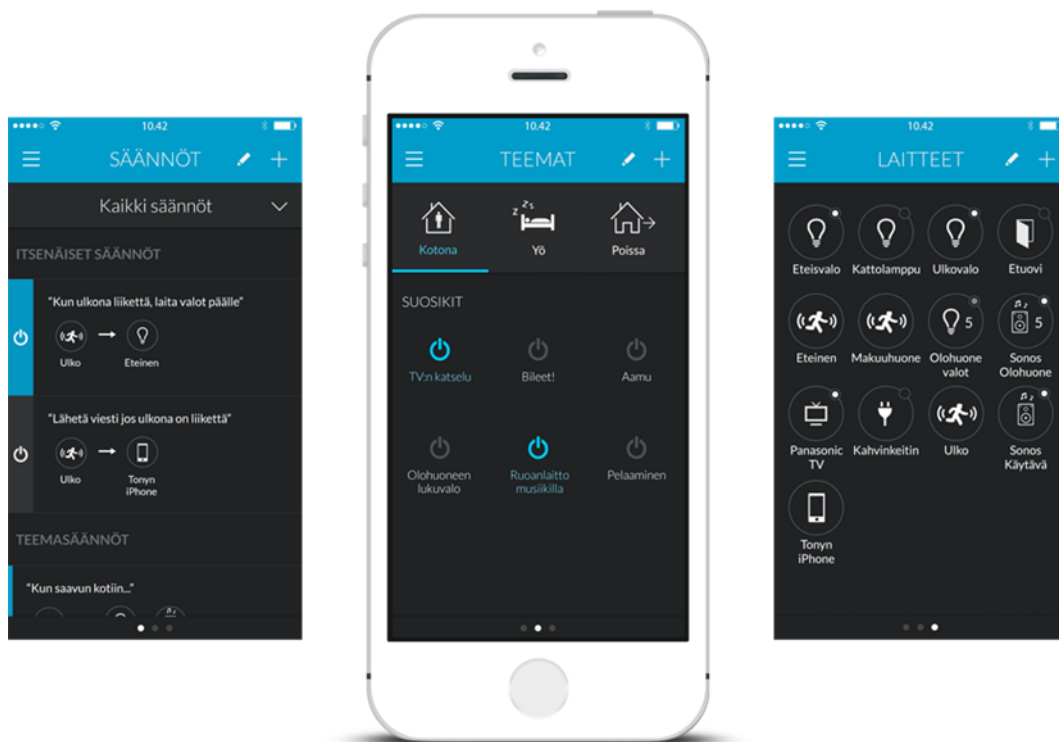 10.42
SÄÄNNÖT
Kaikki säännöt
ITSENÄISET SÄÄNNÖT
"Kun ulkona liikettä, laita valot päälle"
Ulko
Eteinen
"Lähetä viesti jos ulkona on liikettä"
Ulko
Tonyn
iPhone
TEEMASÄÄNNÖT
"Kun saavun kotiin..."
10.42
TEEMAT
z zz
Kotona
Yö
Poissa
SUOSIKIT
TV:n katselu
Bileet!
Aamu
Olohuoneen
lukuvalo
Ruoanlaitto
musiikilla
Pelaaminen
10.42
LAITTEET
Eteisvalo
Kattolamppu
Ulkovalo
Etuovi
5
5
Eteinen
Makuuhuone
Olohuone
valot
Sonos
Olohuone
Panasonic
TV
Kahvinkeitin
Ulko
Sonos
Käytävä
Tonyn
iPhone